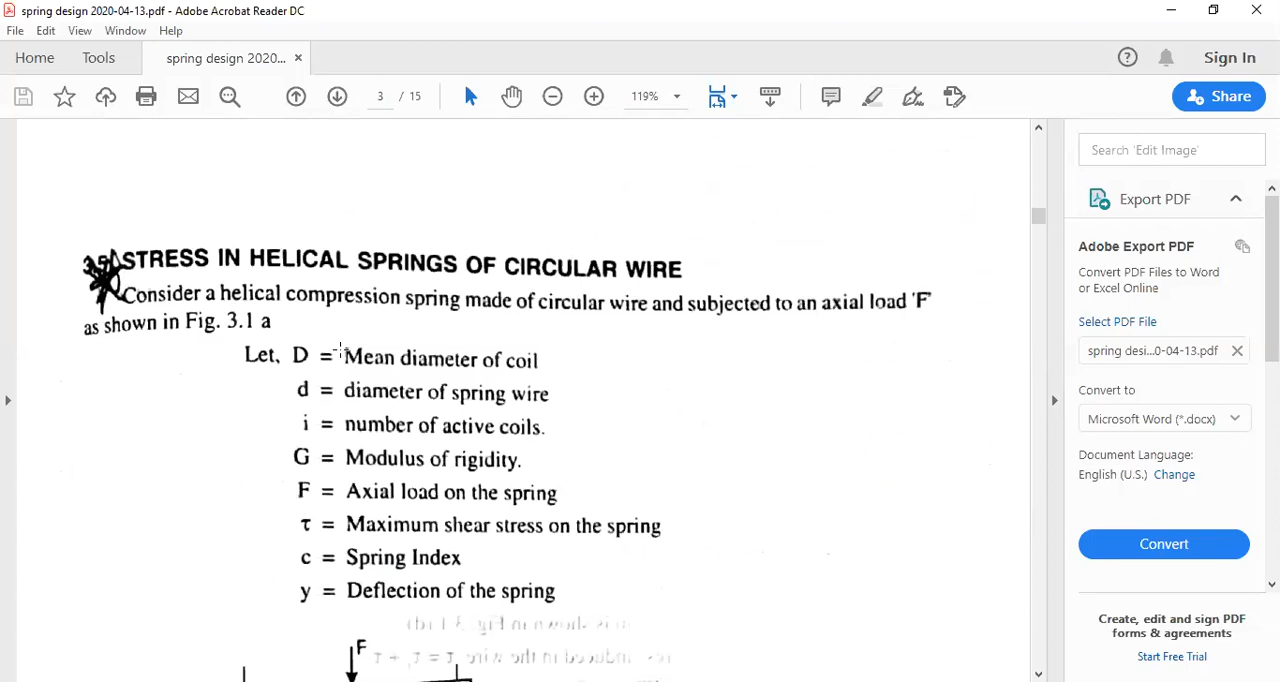 spring design 2020-04-13.pdf - Adobe Acrobat Reader DC
File Edit View Window Help
Home Tools spring design 2020... Sign In
3 / 15 119% Share
Search 'Edit Image'
Export PDF
Adobe Export PDF
Convert PDF Files to Word
or Excel Online
Select PDF File
spring desi...0-04-13.pdf
Convert to
Microsoft Word (*.docx)
Document Language:
English (U.S.) Change
Convert
Create, edit and sign PDF
forms & agreements
Start Free Trial
STRESS IN HELICAL SPRINGS OF CIRCULAR WIRE
Consider a helical compression spring made of circular wire and subjected to an axial load 'F'
as shown in Fig. 3.1 a
Let, D = Mean diameter of coil
d = diameter of spring wire
i = number of active coils.
G = Modulus of rigidity.
F = Axial load on the spring
τ = Maximum shear stress on the spring
c = Spring Index
y = Deflection of the spring
F